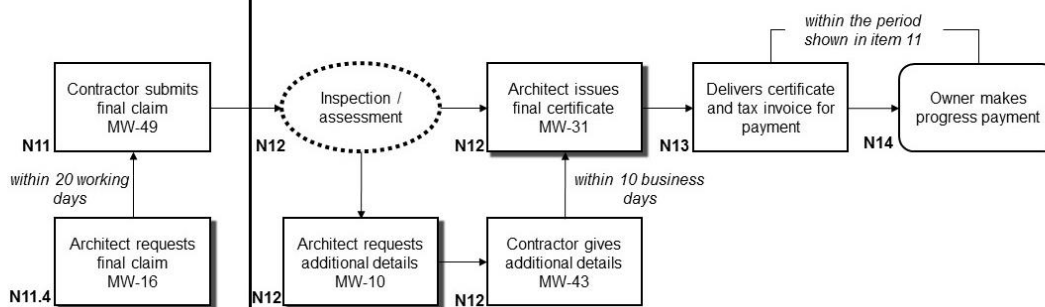 within the period
shown in item 11
Contractor submits
final claim
MW-49
N11
Inspection /
assessment
N12
Architect issues
final certificate
MW-31
N12
Delivers certificate
and tax invoice for
payment
N13
Owner makes
progress payment
N14
within 20 working
days
within 10 business
days
Architect requests
final claim
MW-16
N11.4
Architect requests
additional details
MW-10
N12
Contractor gives
additional details
MW-43
N12